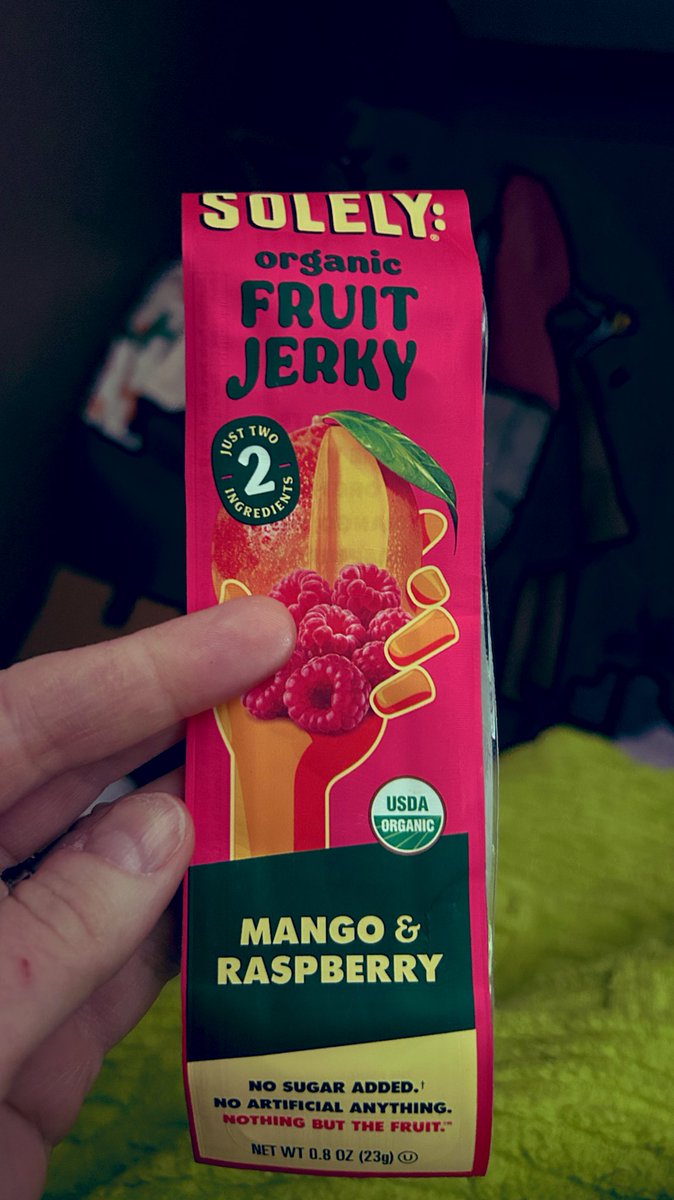 SOLELY:®
organic
FRUIT
JERKY
JUST TWO
2
INGREDIENTS
USDA
ORGANIC
MANGO &
RASPBERRY
NO SUGAR ADDED.†
NO ARTIFICIAL ANYTHING.
NOTHING BUT THE FRUIT.™
NET WT 0.8 OZ (23g) Ⓤ